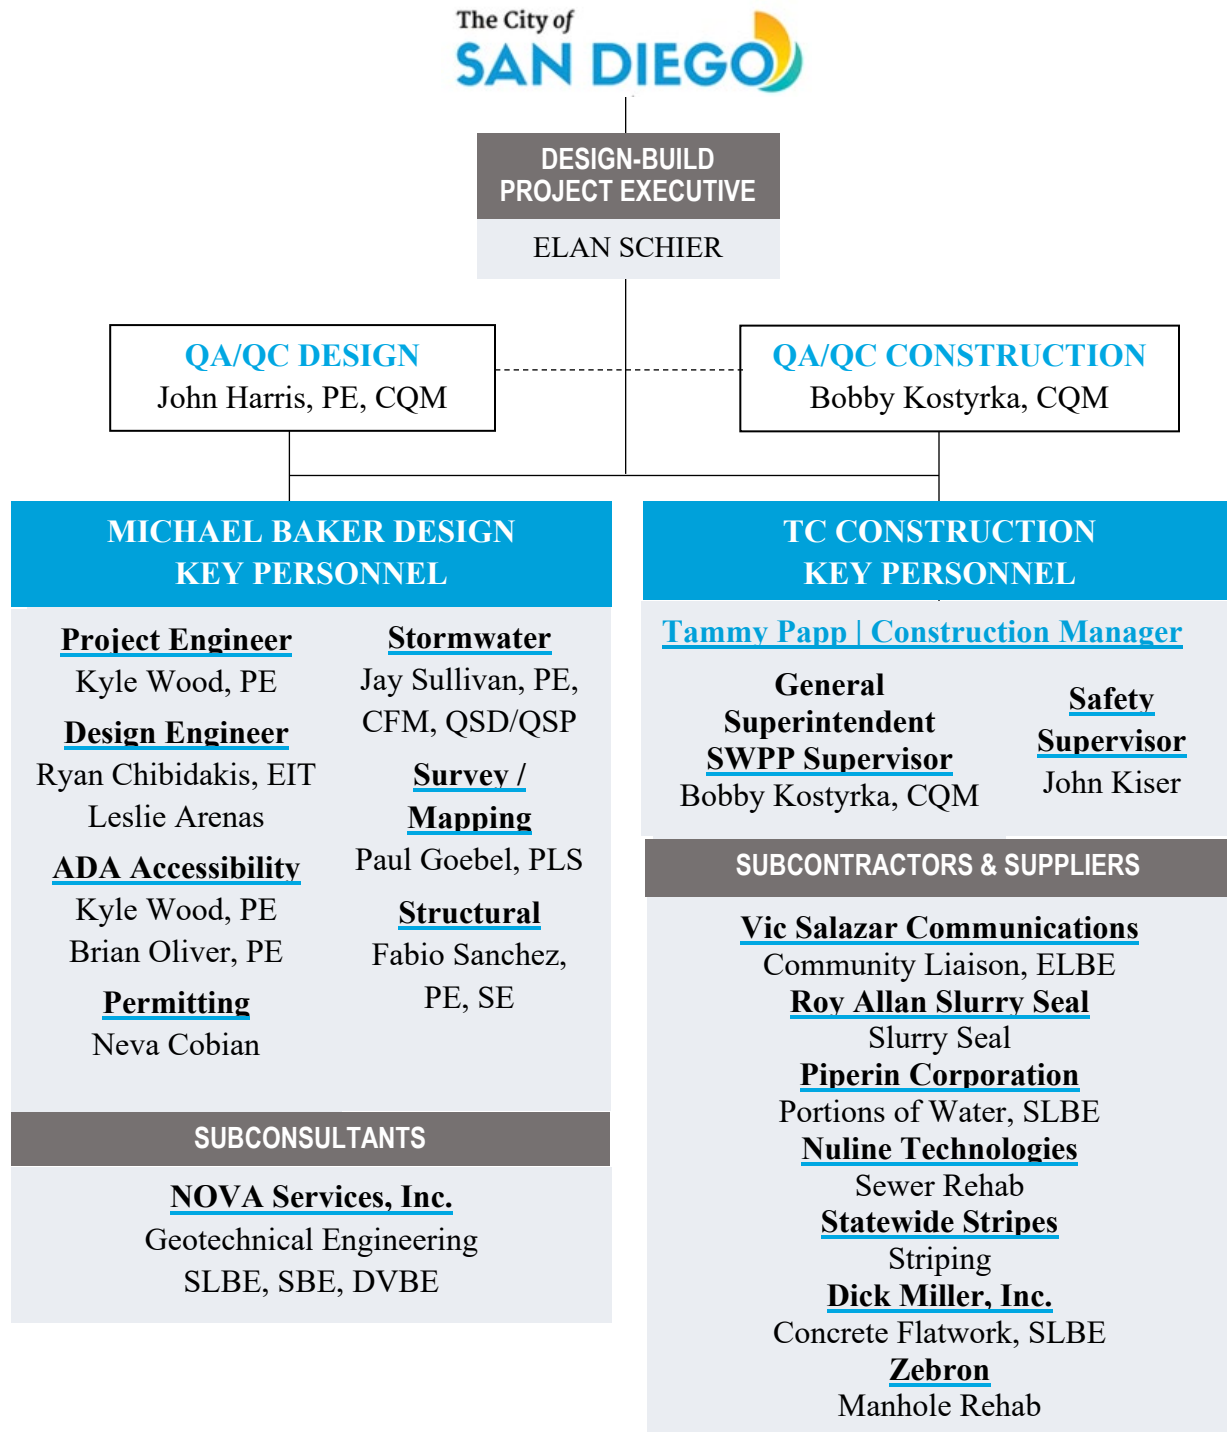 The City of
SAN DIEGO
DESIGN-BUILD
PROJECT EXECUTIVE
ELAN SCHIER
QA/QC DESIGN
John Harris, PE, CQM
QA/QC CONSTRUCTION
Bobby Kostyrka, CQM
MICHAEL BAKER DESIGN
KEY PERSONNEL
Project Engineer
Kyle Wood, PE
Design Engineer
Ryan Chibidakis, EIT
Leslie Arenas
ADA Accessibility
Kyle Wood, PE
Brian Oliver, PE
Permitting
Neva Cobian
Stormwater
Jay Sullivan, PE,
CFM, QSD/QSP
Survey /
Mapping
Paul Goebel, PLS
Structural
Fabio Sanchez,
PE, SE
SUBCONSULTANTS
NOVA Services, Inc.
Geotechnical Engineering
SLBE, SBE, DVBE
TC CONSTRUCTION
KEY PERSONNEL
Tammy Papp | Construction Manager
General
Superintendent
SWPP Supervisor
Bobby Kostyrka, CQM
Safety
Supervisor
John Kiser
SUBCONTRACTORS & SUPPLIERS
Vic Salazar Communications
Community Liaison, ELBE
Roy Allan Slurry Seal
Slurry Seal
Piperin Corporation
Portions of Water, SLBE
Nuline Technologies
Sewer Rehab
Statewide Stripes
Striping
Dick Miller, Inc.
Concrete Flatwork, SLBE
Zebron
Manhole Rehab